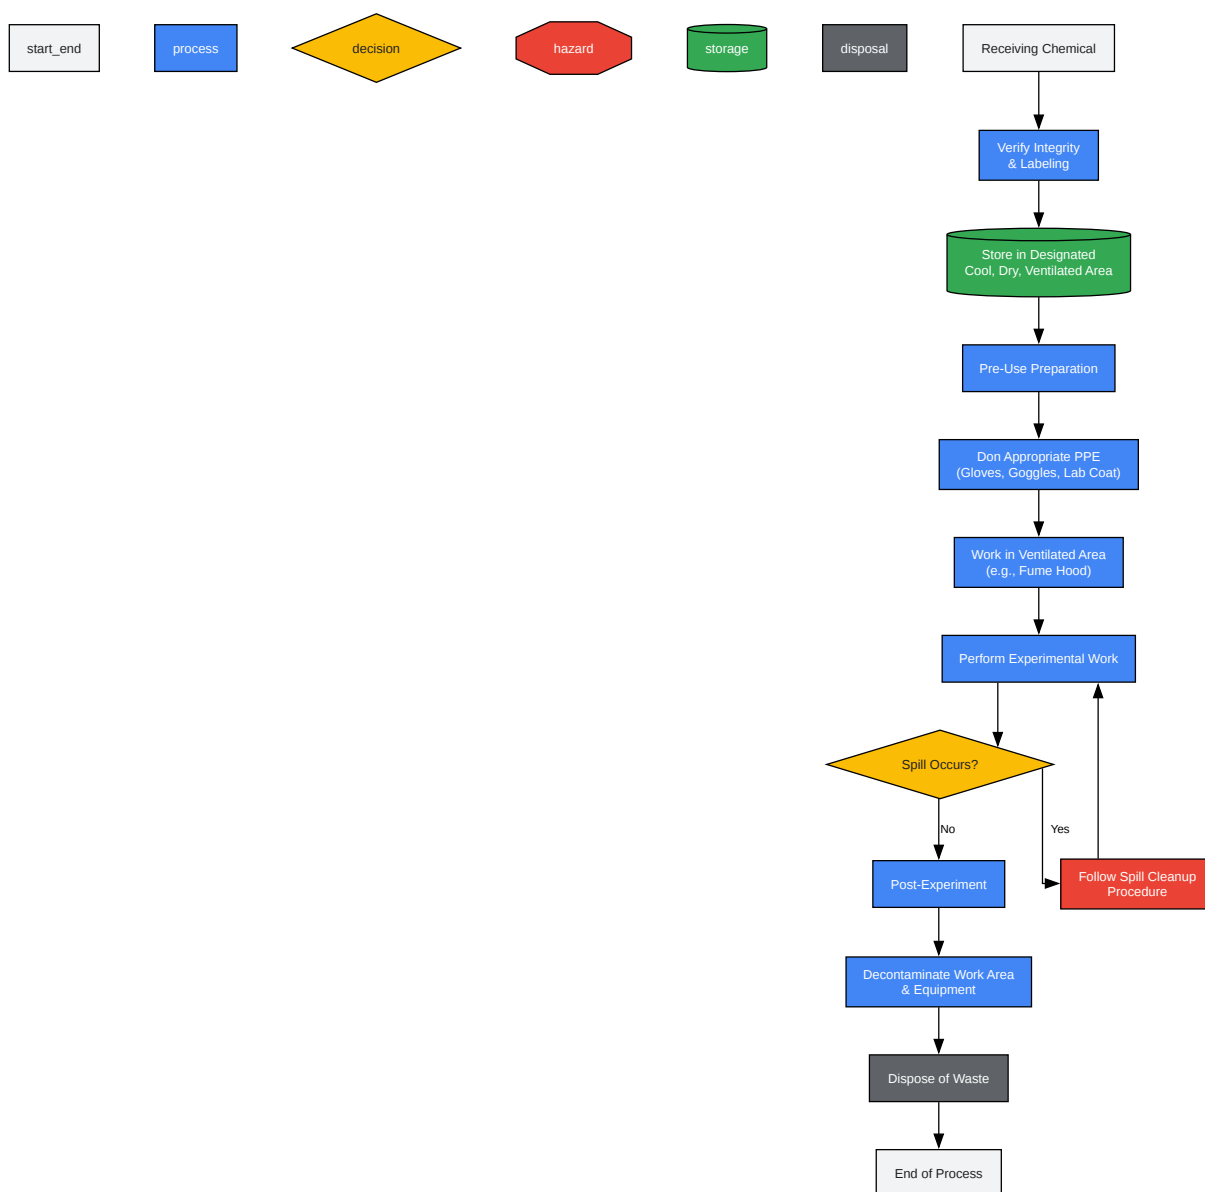 start_end
process
decision
hazard
storage
disposal
Receiving Chemical
Verify Integrity
& Labeling
Store in Designated
Cool, Dry, Ventilated Area
Pre-Use Preparation
Don Appropriate PPE
(Gloves, Goggles, Lab Coat)
Work in Ventilated Area
(e.g., Fume Hood)
Perform Experimental Work
Spill Occurs?
No
Yes
Post-Experiment
Follow Spill Cleanup
Procedure
Decontaminate Work Area
& Equipment
Dispose of Waste
End of Process